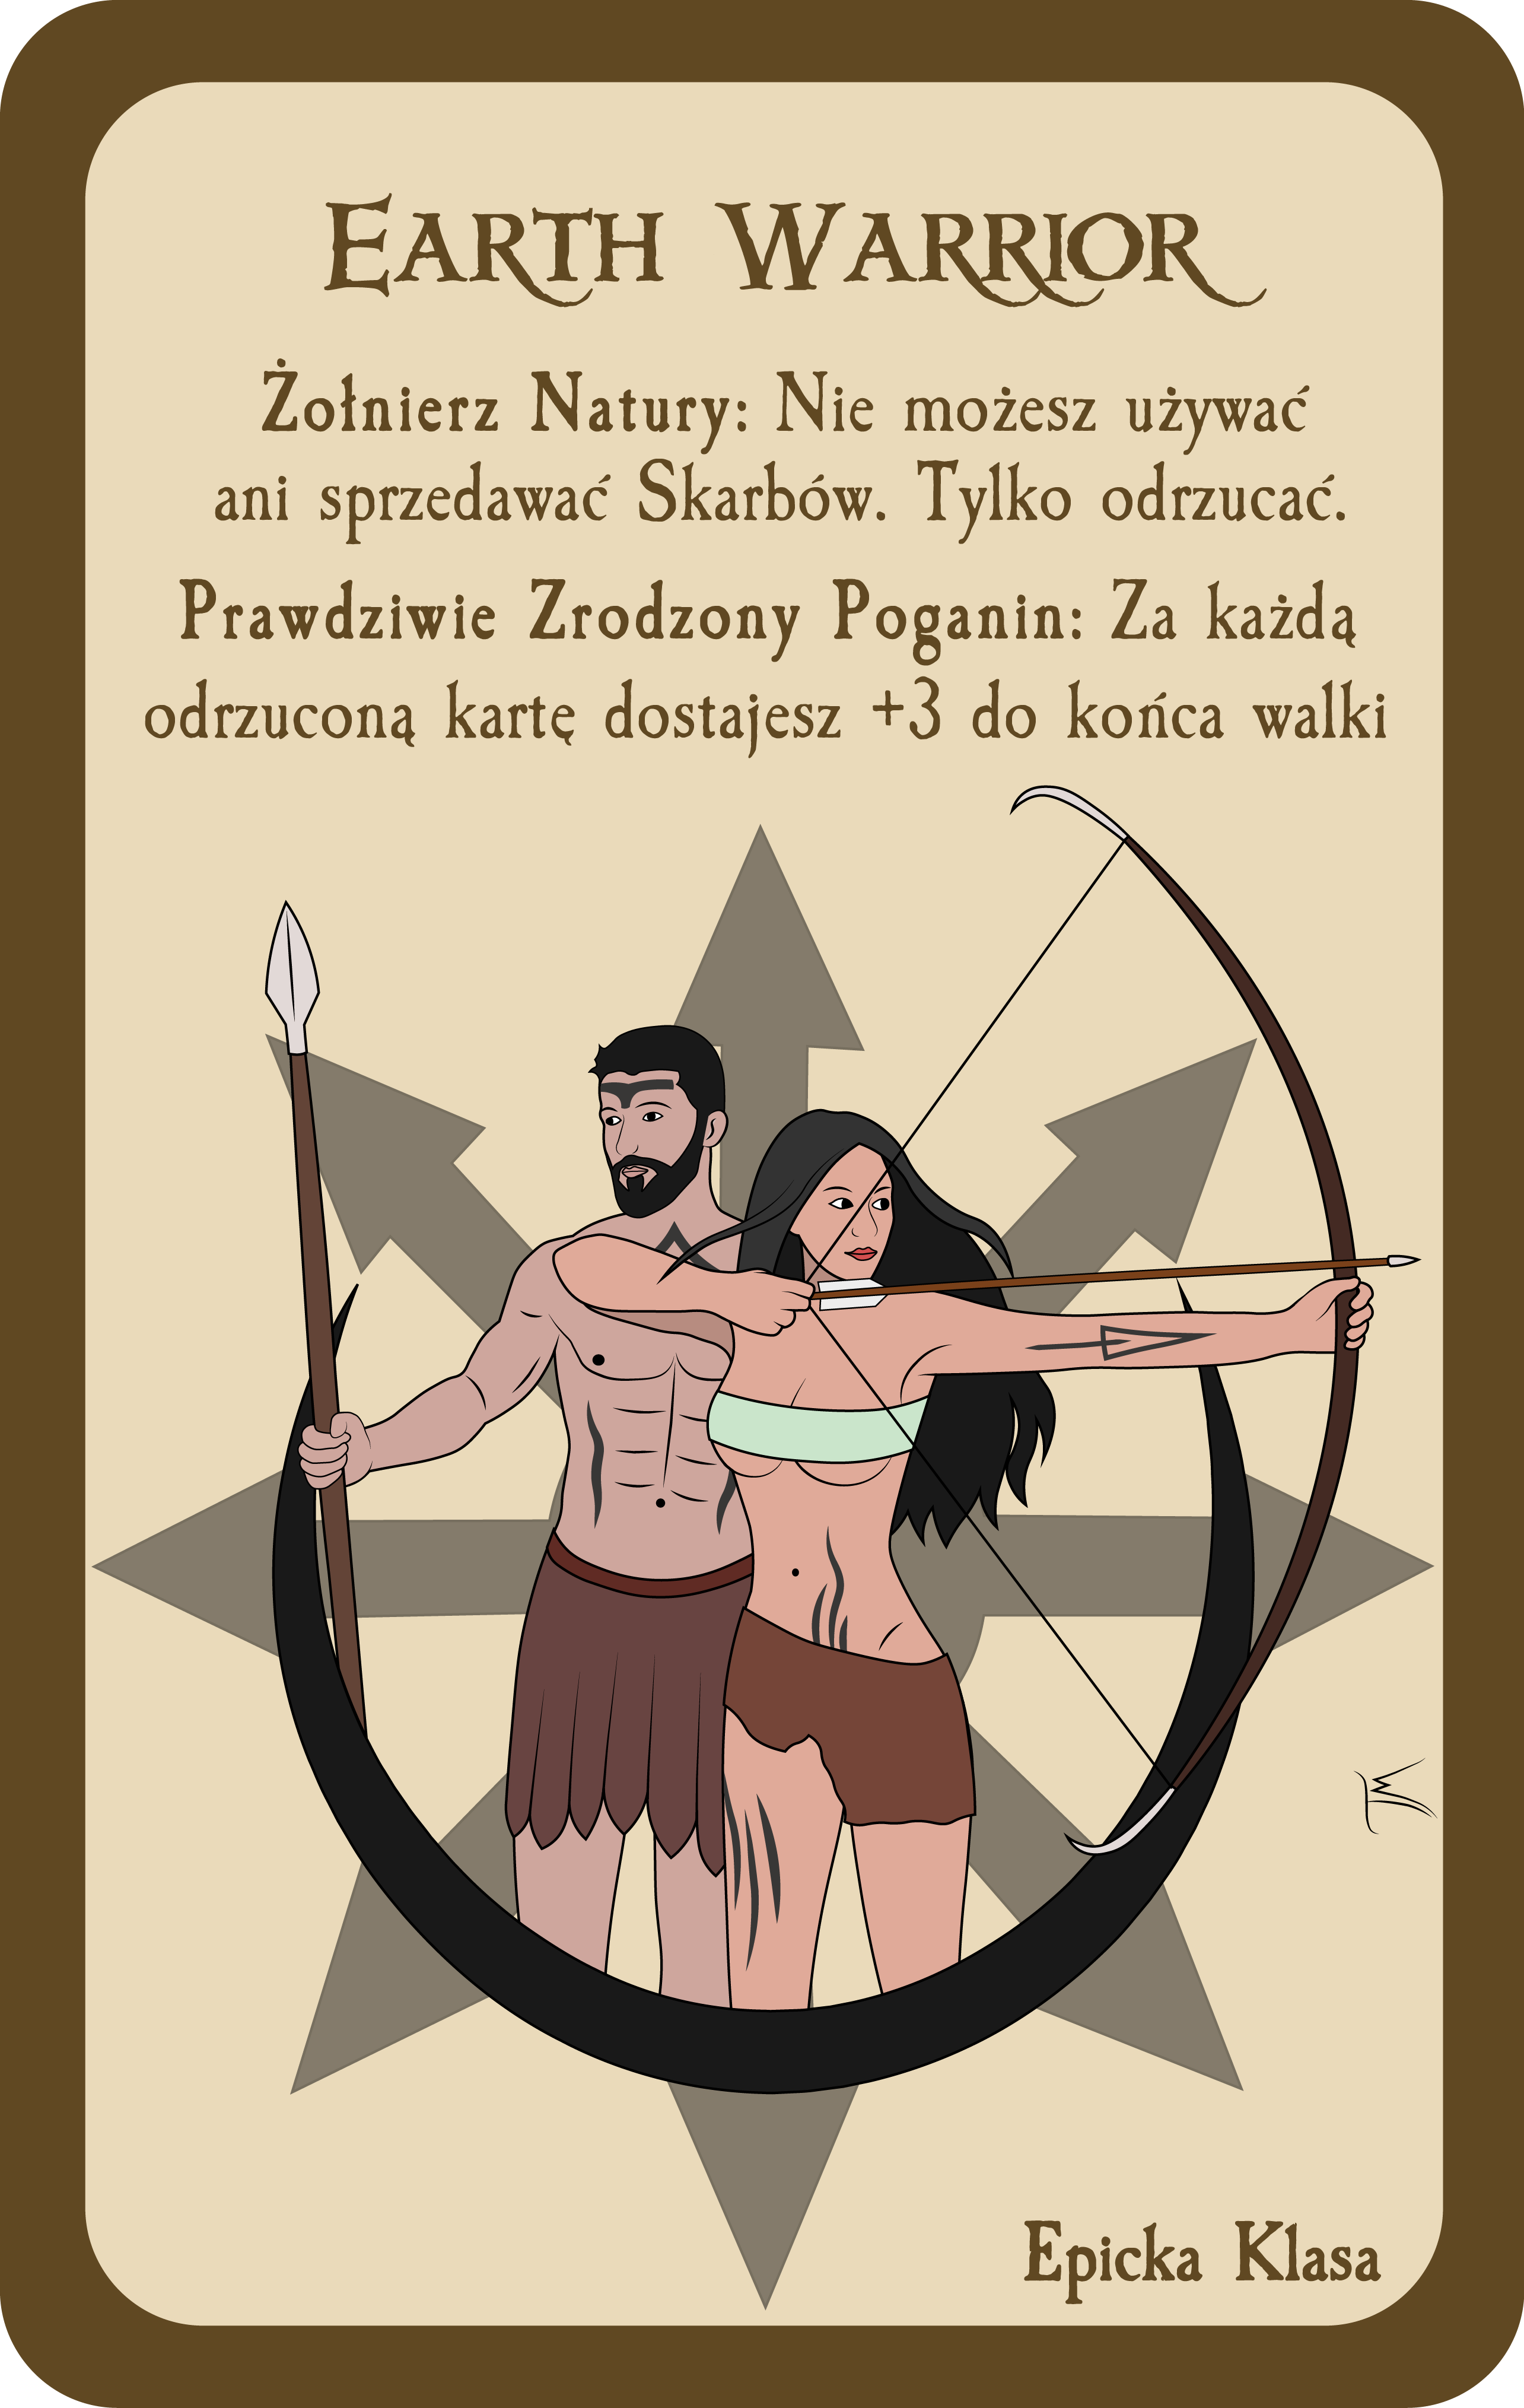 Earth Warrior
Żołnierz Natury: Nie możesz używać
ani sprzedawać Skarbów. Tylko odrzucać.
Prawdziwie Zrodzony Poganin: Za każdą
odrzuconą kartę dostajesz +3 do końca walki
Epicka Klasa